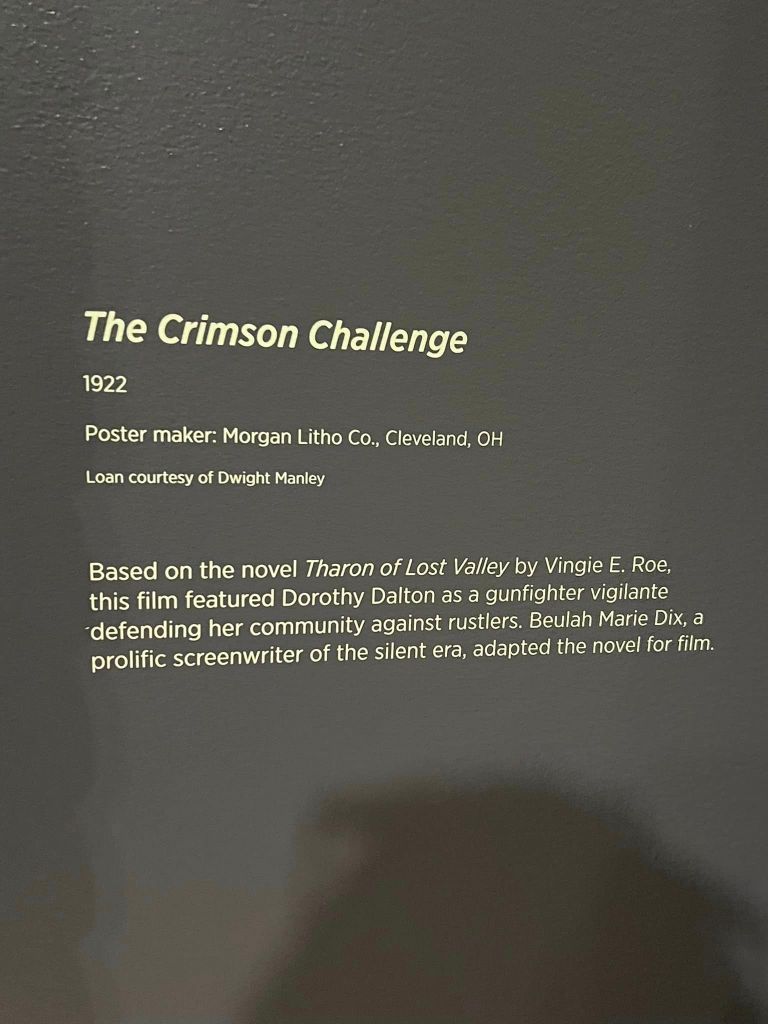 The Crimson Challenge
1922
Poster maker: Morgan Litho Co., Cleveland, OH
Loan courtesy of Dwight Manley
Based on the novel Tharon of Lost Valley by Vingie E. Roe,
this film featured Dorothy Dalton as a gunfighter vigilante
defending her community against rustlers. Beulah Marie Dix, a
prolific screenwriter of the silent era, adapted the novel for film.